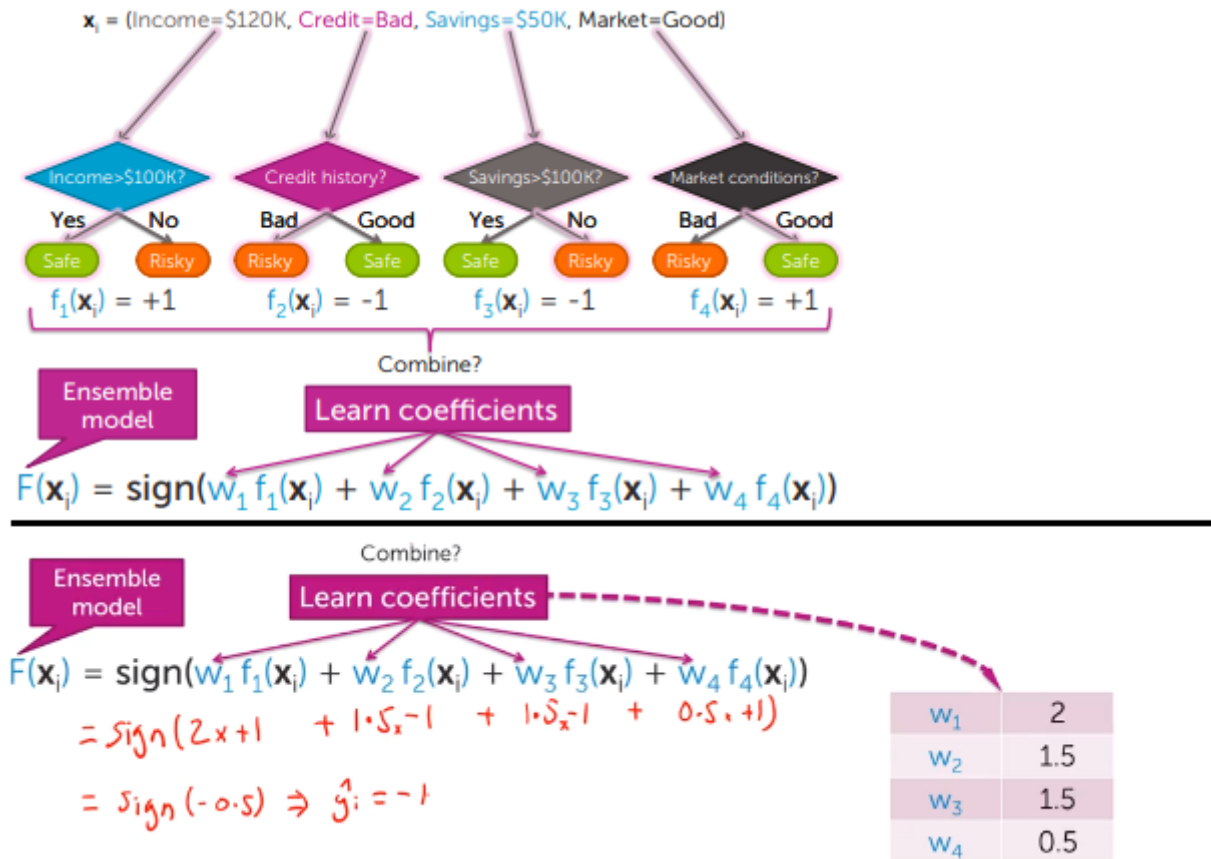 xᵢ = (Income=$120K, Credit=Bad, Savings=$50K, Market=Good)
Income>$100K? Credit history? Savings>$100K? Market conditions?
Yes No Bad Good Yes No Bad Good
Safe Risky Risky Safe Safe Risky Risky Safe
f₁(xᵢ) = +1 f₂(xᵢ) = -1 f₃(xᵢ) = -1 f₄(xᵢ) = +1
Combine?
Ensemble
model
Learn coefficients
F(xᵢ) = sign(w₁ f₁(xᵢ) + w₂ f₂(xᵢ) + w₃ f₃(xᵢ) + w₄ f₄(xᵢ))
Combine?
Ensemble
model
Learn coefficients
F(xᵢ) = sign(w₁ f₁(xᵢ) + w₂ f₂(xᵢ) + w₃ f₃(xᵢ) + w₄ f₄(xᵢ))
= sign(2x+1 + 1.5x-1 + 1.5x-1 + 0.5x+1)
= sign(-0.5) ⇒ ŷᵢ = -1
w₁ 2
w₂ 1.5
w₃ 1.5
w₄ 0.5